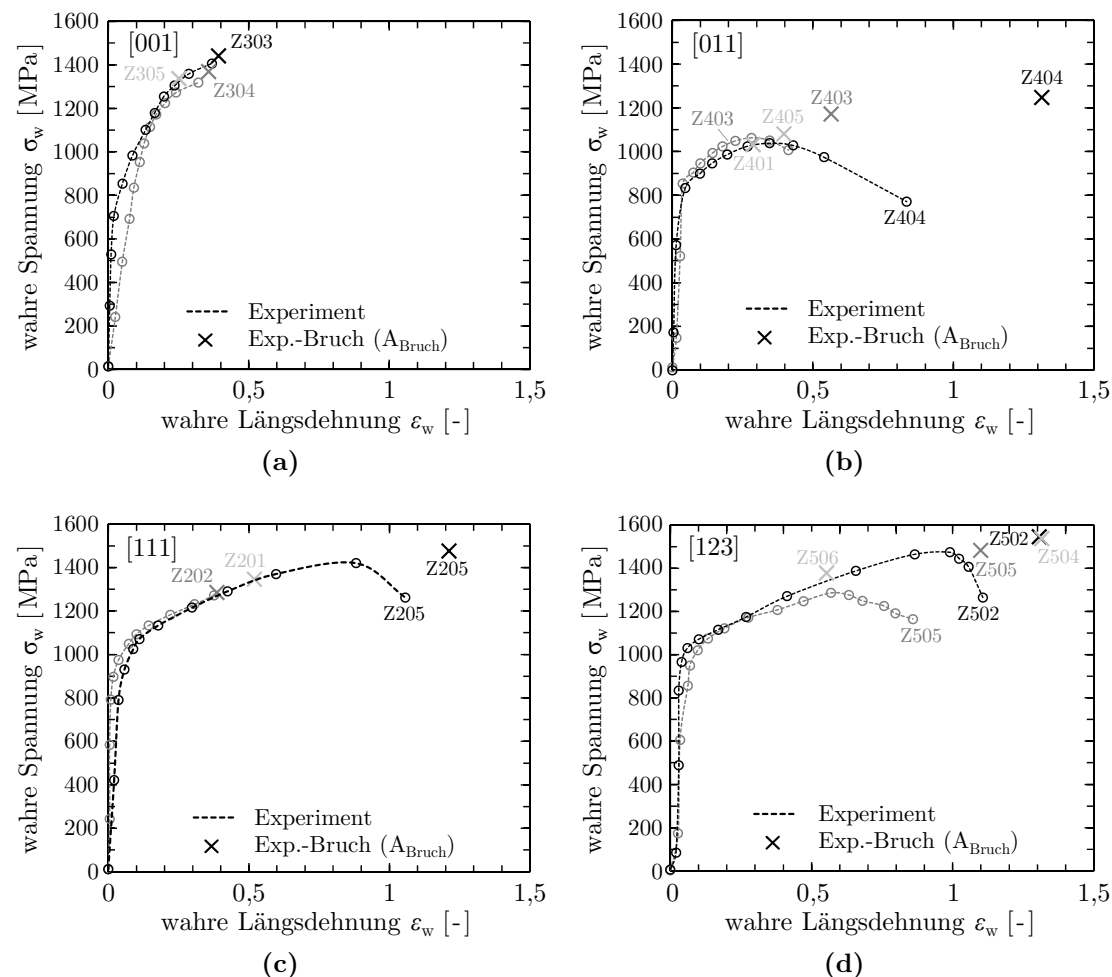 [001]
Z303
Z305
Z304
1600
1400
1200
1000
800
600
400
200
0
wahre Spannung σw [MPa]
Experiment
Exp.-Bruch (ABruch)
0 0,5 1 1,5
wahre Längsdehnung εw [-]
(a)
[011]
Z404
Z403
Z403
Z405
Z401
Z404
1600
1400
1200
1000
800
600
400
200
0
wahre Spannung σw [MPa]
Experiment
Exp.-Bruch (ABruch)
0 0,5 1 1,5
wahre Längsdehnung εw [-]
(b)
[111]
Z201
Z202
Z205
Z205
1600
1400
1200
1000
800
600
400
200
0
wahre Spannung σw [MPa]
Experiment
Exp.-Bruch (ABruch)
0 0,5 1 1,5
wahre Längsdehnung εw [-]
(c)
[123]
Z506
Z502
Z505
Z504
Z502
Z505
1600
1400
1200
1000
800
600
400
200
0
wahre Spannung σw [MPa]
Experiment
Exp.-Bruch (ABruch)
0 0,5 1 1,5
wahre Längsdehnung εw [-]
(d)